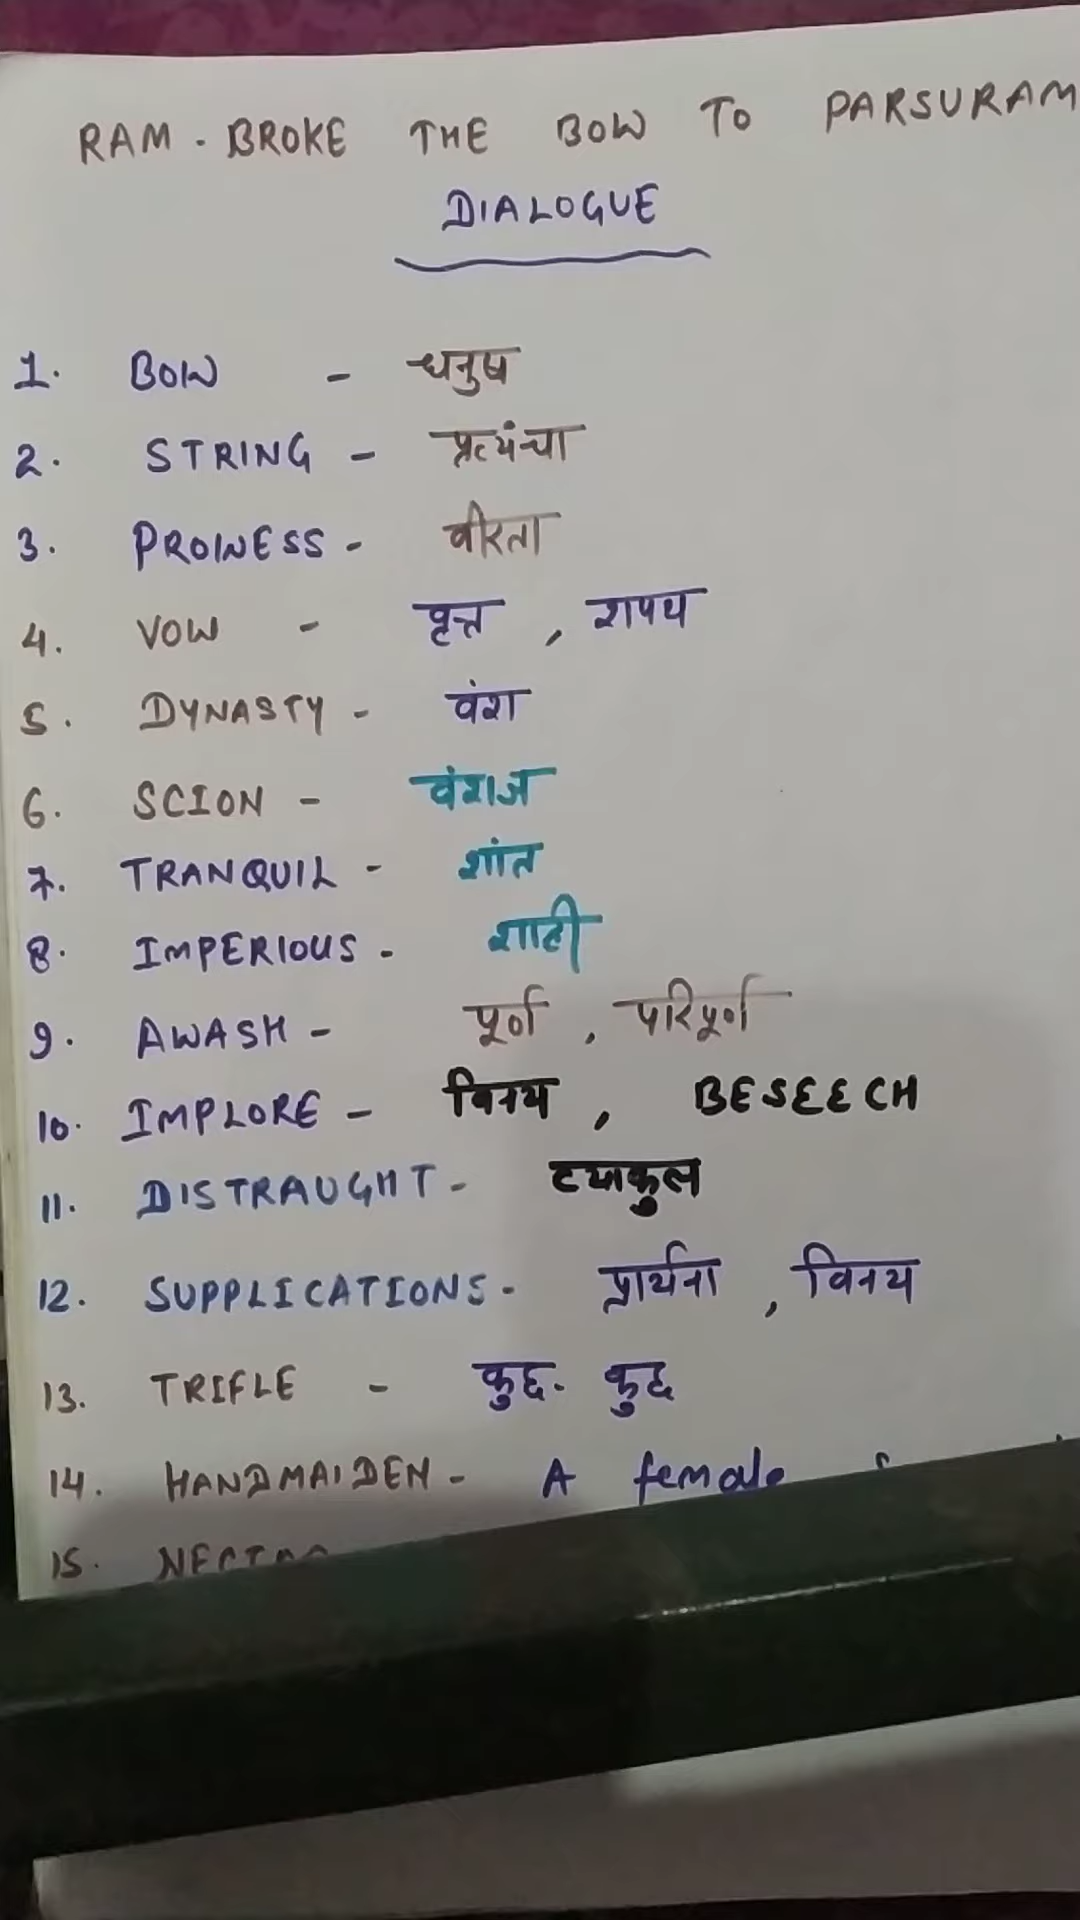 RAM - BROKE THE BOW TO PARSURAM
DIALOGUE
1. BOW - धनुष
2. STRING - प्रत्यंचा
3. PROWESS - वीरता
4. VOW - वृत्त , शपथ
5. DYNASTY - वंश
6. SCION - वंशज
7. TRANQUIL - शांत
8. IMPERIOUS - शाही
9. AWASH - पूर्ण , परिपूर्ण
10. IMPLORE - विनय , BESEECH
11. DISTRAUGHT - व्याकुल
12. SUPPLICATIONS - प्रार्थना , विनय
13. TRIFLE - कुछ - कुछ
14. HANDMAIDEN - A female
15.